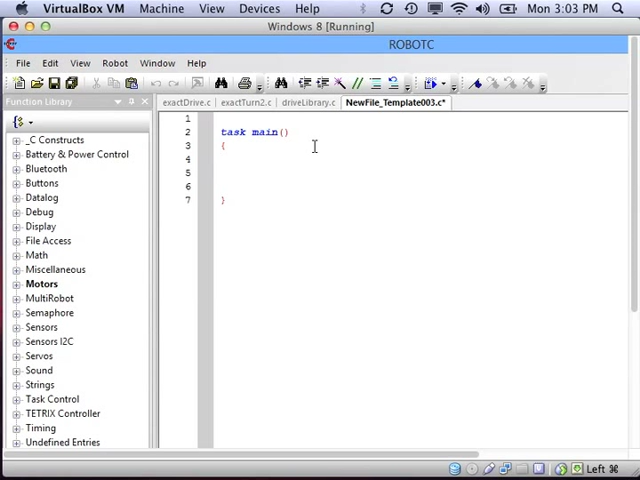 VirtualBox VM Machine View Devices Help Mon 3:03 PM
Windows 8 [Running]
ROBOTC
File Edit View Robot Window Help
Function Library
exactDrive.c exactTurn2.c driveLibrary.c NewFile_Template003.c*
_C Constructs
Battery & Power Control
Bluetooth
Buttons
Datalog
Debug
Display
File Access
Math
Miscellaneous
Motors
MultiRobot
Semaphore
Sensors
Sensors I2C
Servos
Sound
Strings
Task Control
TETRIX Controller
Timing
Undefined Entries
1
2 task main()
3 {
4
5
6
7 }
Left ⌘